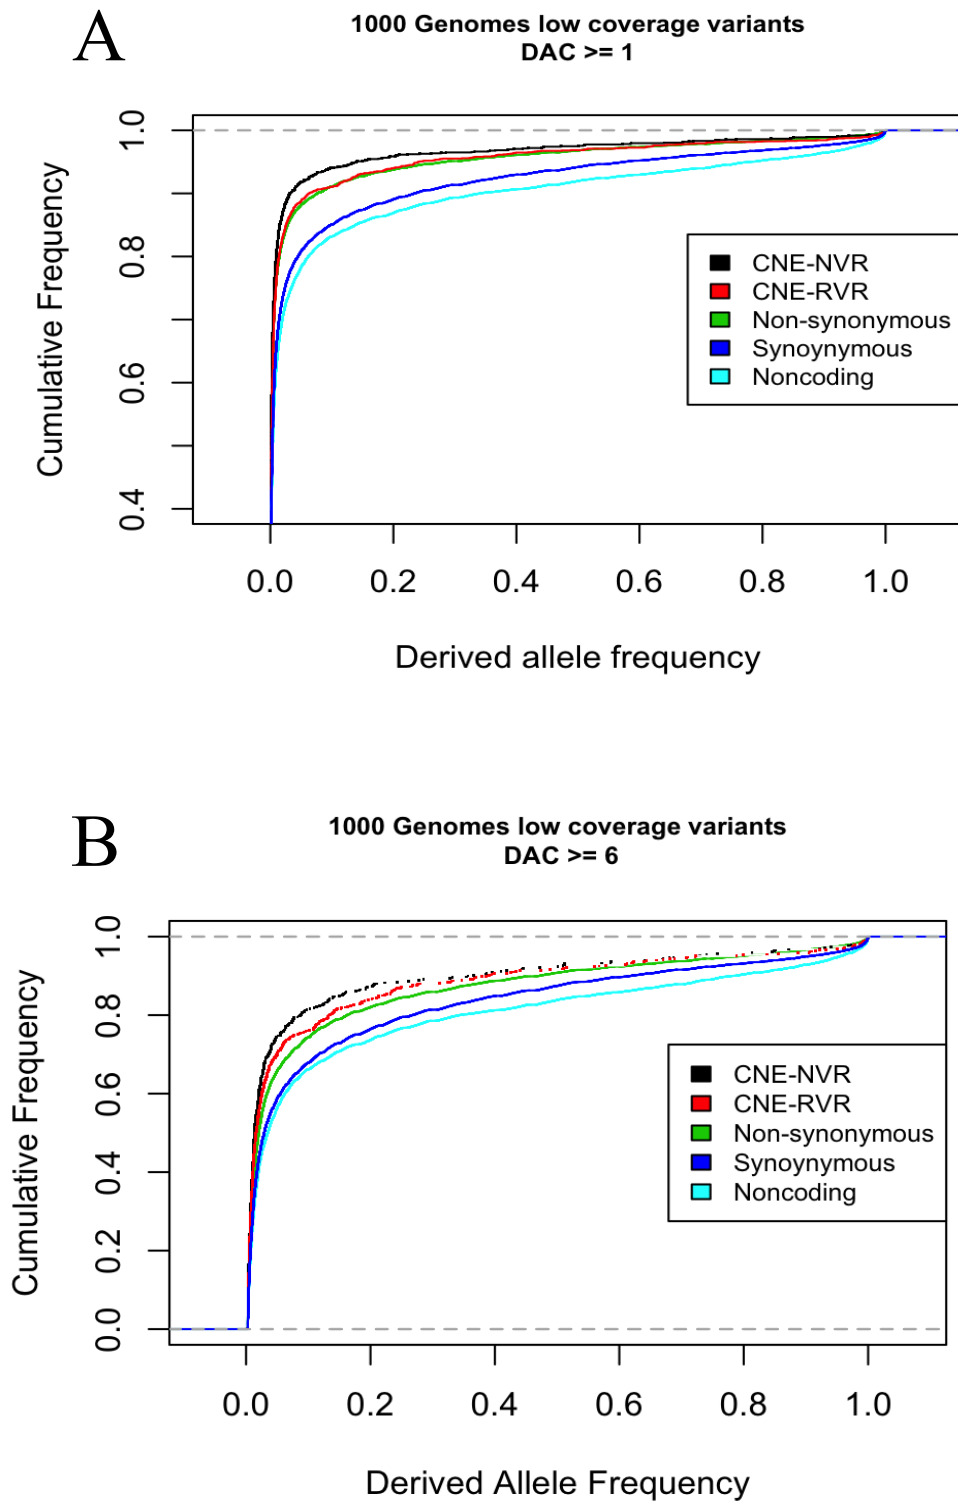 A
1000 Genomes low coverage variants
DAC >= 1
Cumulative Frequency
1.0
0.8
0.6
0.4
CNE-NVR
CNE-RVR
Non-synonymous
Synoynymous
Noncoding
0.0 0.2 0.4 0.6 0.8 1.0
Derived allele frequency
B
1000 Genomes low coverage variants
DAC >= 6
Cumulative Frequency
1.0
0.8
0.6
0.4
0.2
0.0
CNE-NVR
CNE-RVR
Non-synonymous
Synoynymous
Noncoding
0.0 0.2 0.4 0.6 0.8 1.0
Derived Allele Frequency